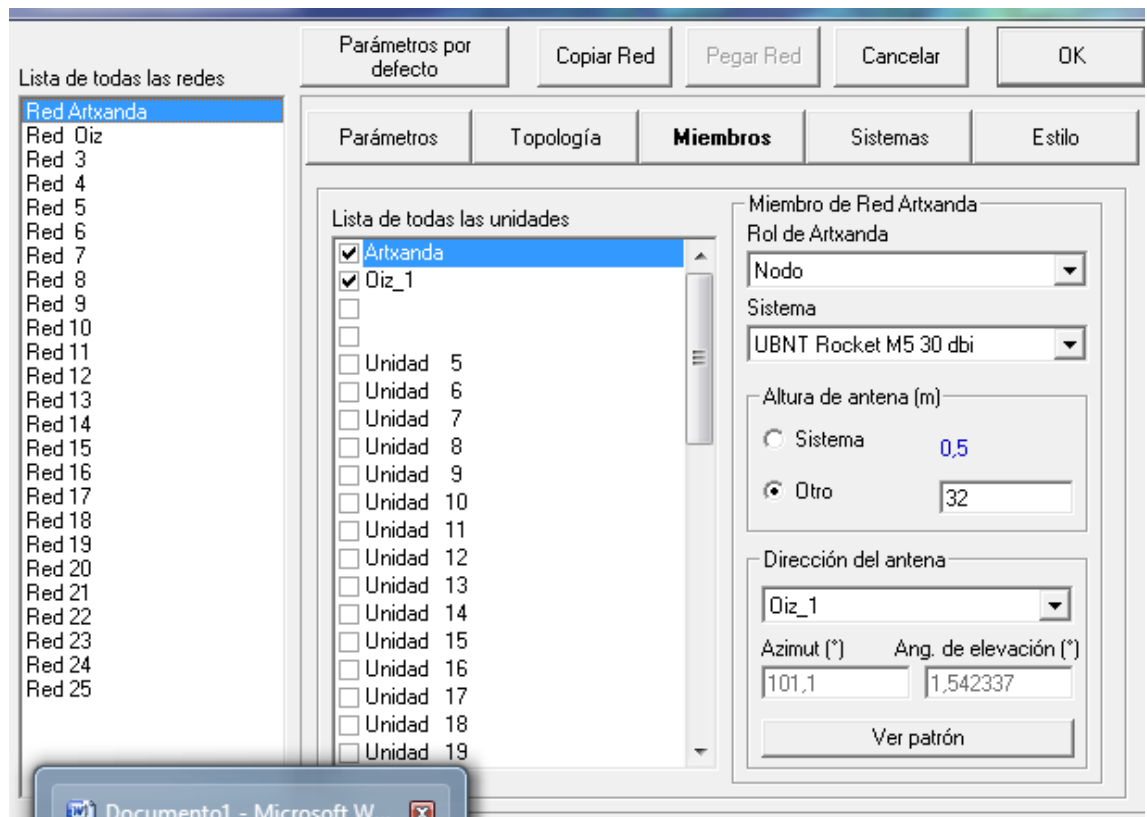 Parámetros por
defecto
Copiar Red
Pegar Red
Cancelar
OK
Lista de todas las redes
Red Artxanda
Red  Oiz
Red  3
Red  4
Red  5
Red  6
Red  7
Red  8
Red  9
Red 10
Red 11
Red 12
Red 13
Red 14
Red 15
Red 16
Red 17
Red 18
Red 19
Red 20
Red 21
Red 22
Red 23
Red 24
Red 25
Parámetros
Topología
Miembros
Sistemas
Estilo
Lista de todas las unidades
Artxanda
Oiz_1
Unidad   5
Unidad   6
Unidad   7
Unidad   8
Unidad   9
Unidad  10
Unidad  11
Unidad  12
Unidad  13
Unidad  14
Unidad  15
Unidad  16
Unidad  17
Unidad  18
Unidad  19
Miembro de Red Artxanda
Rol de Artxanda
Nodo
Sistema
UBNT Rocket M5 30 dbi
Altura de antena (m)
Sistema
0,5
Otro
32
Dirección del antena
Oiz_1
Azimut (°)
Ang. de elevación (°)
101,1
1,542337
Ver patrón
Documento1 - Microsoft W...